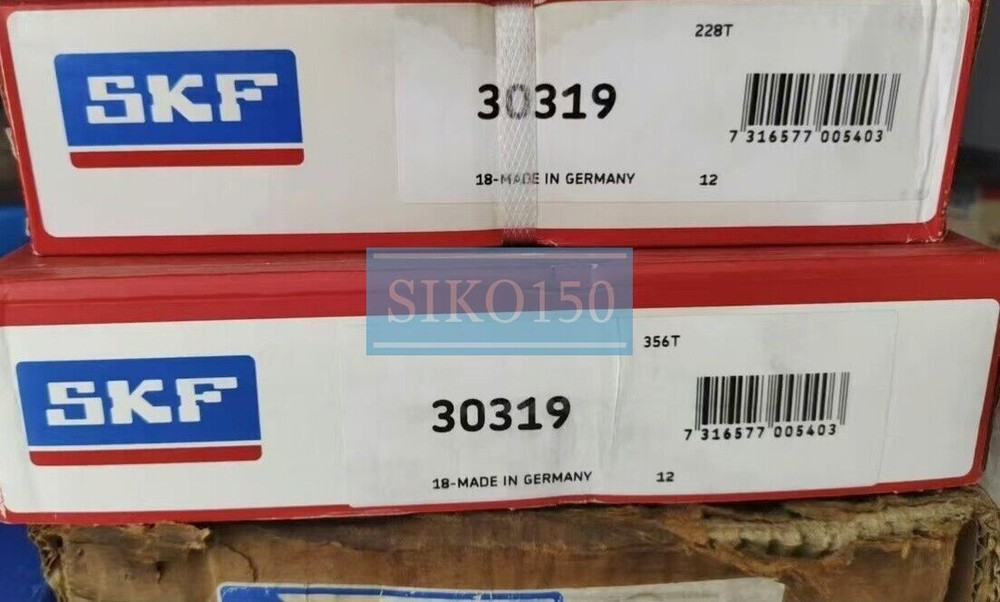 228T
SKF
30319
7 316577 005403
18-MADE IN GERMANY
12
SIKO150
356T
SKF
30319
7 316577 005403
18-MADE IN GERMANY
12